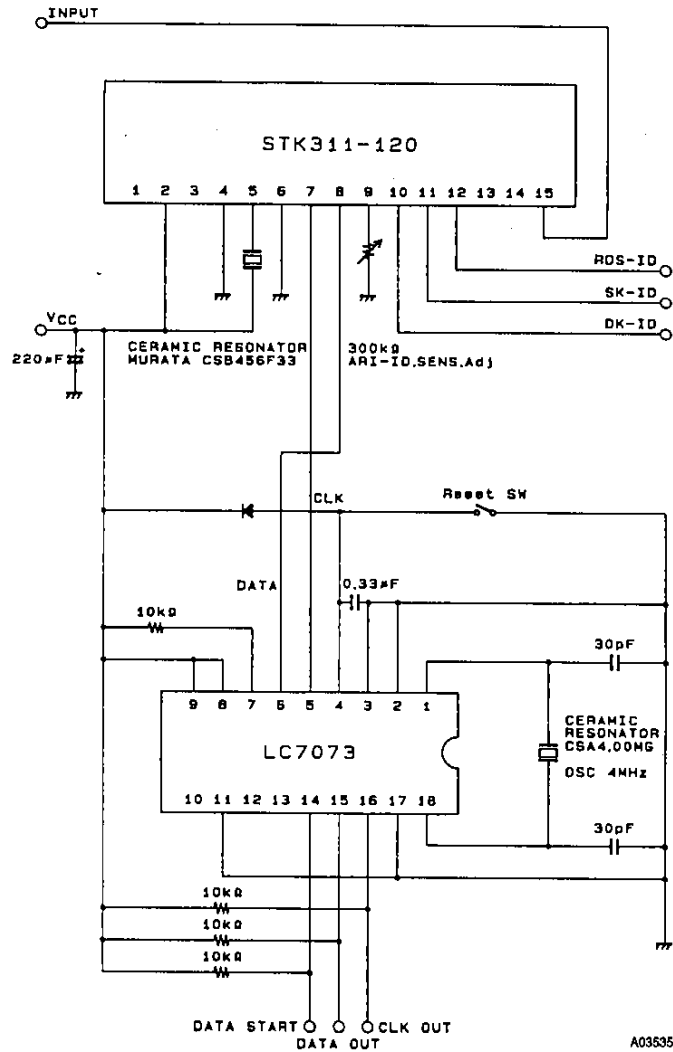 INPUT
STK311-120
1 2 3 4 5 6 7 8 9 10 11 12 13 14 15
RDS-ID
SK-ID
VCC
DK-ID
220μF
+
CERAMIC RESONATOR
MURATA CSB456F33
300kΩ
ARI-ID.SENS.Adj
CLK
Reset SW
DATA
0.33μF
10kΩ
30pF
9 8 7 6 5 4 3 2 1
LC7073
CERAMIC
RESONATOR
CSA4.00MG
OSC 4MHz
10 11 12 13 14 15 16 17 18
30pF
10kΩ
10kΩ
10kΩ
DATA START
CLK OUT
DATA OUT
A03535